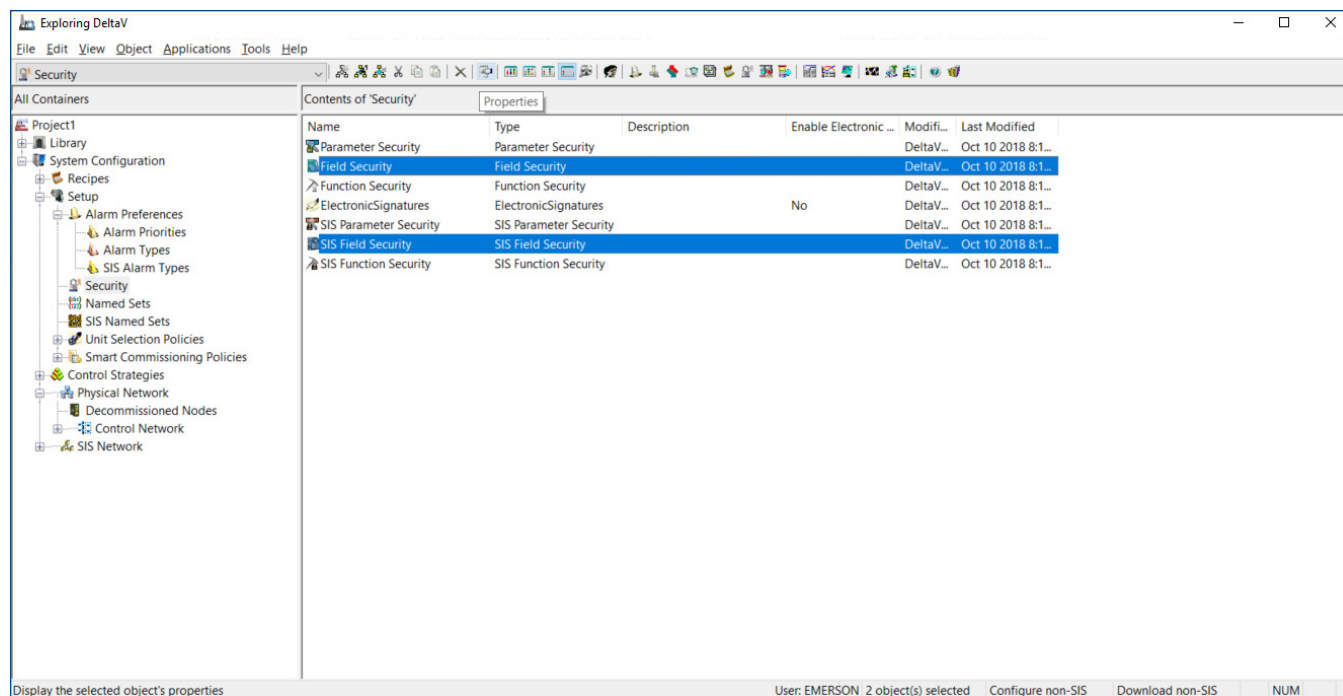 Exploring DeltaV
File Edit View Object Applications Tools Help
Security
All Containers
Contents of 'Security'
Properties
Project1
Library
System Configuration
Recipes
Setup
Alarm Preferences
Alarm Priorities
Alarm Types
SIS Alarm Types
Security
Named Sets
SIS Named Sets
Unit Selection Policies
Smart Commissioning Policies
Control Strategies
Physical Network
Decommissioned Nodes
Control Network
SIS Network
Name Type Description Enable Electronic ... Modifi... Last Modified
Parameter Security Parameter Security DeltaV... Oct 10 2018 8:1...
Field Security Field Security DeltaV... Oct 10 2018 8:1...
Function Security Function Security DeltaV... Oct 10 2018 8:1...
ElectronicSignatures ElectronicSignatures No DeltaV... Oct 10 2018 8:1...
SIS Parameter Security SIS Parameter Security DeltaV... Oct 10 2018 8:1...
SIS Field Security SIS Field Security DeltaV... Oct 10 2018 8:1...
SIS Function Security SIS Function Security DeltaV... Oct 10 2018 8:1...
Display the selected object's properties User: EMERSON 2 object(s) selected Configure non-SIS Download non-SIS NUM